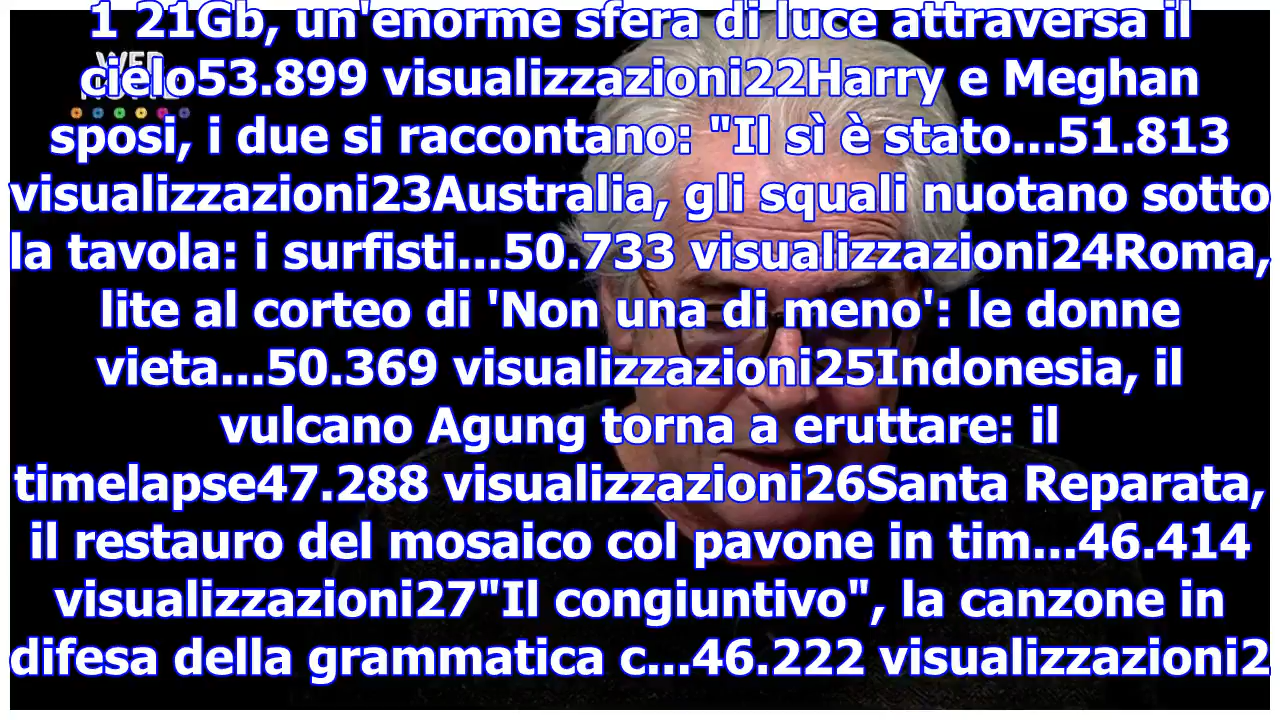 1 21Gb, un'enorme sfera di luce attraversa il
cielo53.899 visualizzazioni22Harry e Meghan
sposi, i due si raccontano: "Il sì è stato...51.813
visualizzazioni23Australia, gli squali nuotano sotto
la tavola: i surfisti...50.733 visualizzazioni24Roma,
lite al corteo di 'Non una di meno': le donne
vieta...50.369 visualizzazioni25Indonesia, il
vulcano Agung torna a eruttare: il
timelapse47.288 visualizzazioni26Santa Reparata,
il restauro del mosaico col pavone in tim...46.414
visualizzazioni27"Il congiuntivo", la canzone in
difesa della grammatica c...46.222 visualizzazioni2